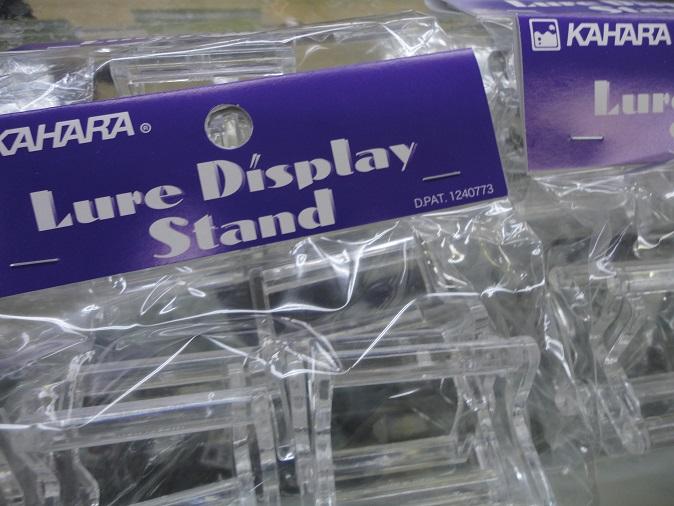 KAHARA®
Lure Display
Stand
D.PAT. 1240773
KAHARA